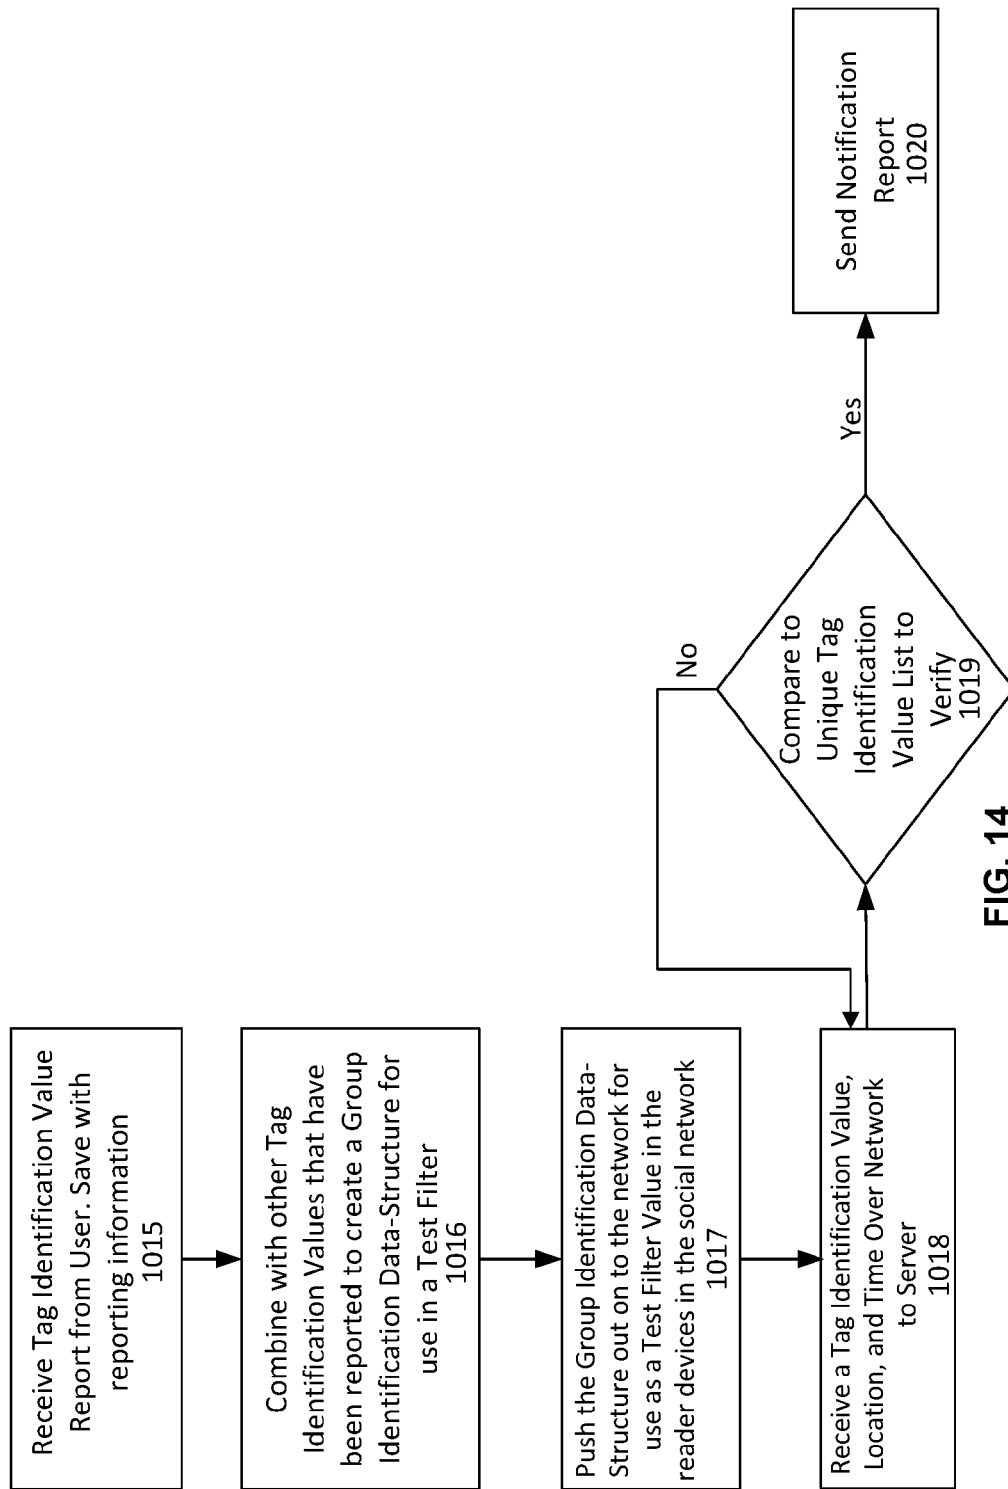 Receive Tag Identification Value
Report from User. Save with
reporting information
1015
Combine with other Tag
Identification Values that have
been reported to create a Group
Identification Data-Structure for
use in a Test Filter
1016
Push the Group Identification Data-
Structure out on to the network for
use as a Test Filter Value in the
reader devices in the social network
1017
Receive a Tag Identification Value,
Location, and Time Over Network
to Server
1018
No
Compare to
Unique Tag
Identification
Value List to
Verify
1019
Yes
Send Notification
Report
1020
FIG. 14